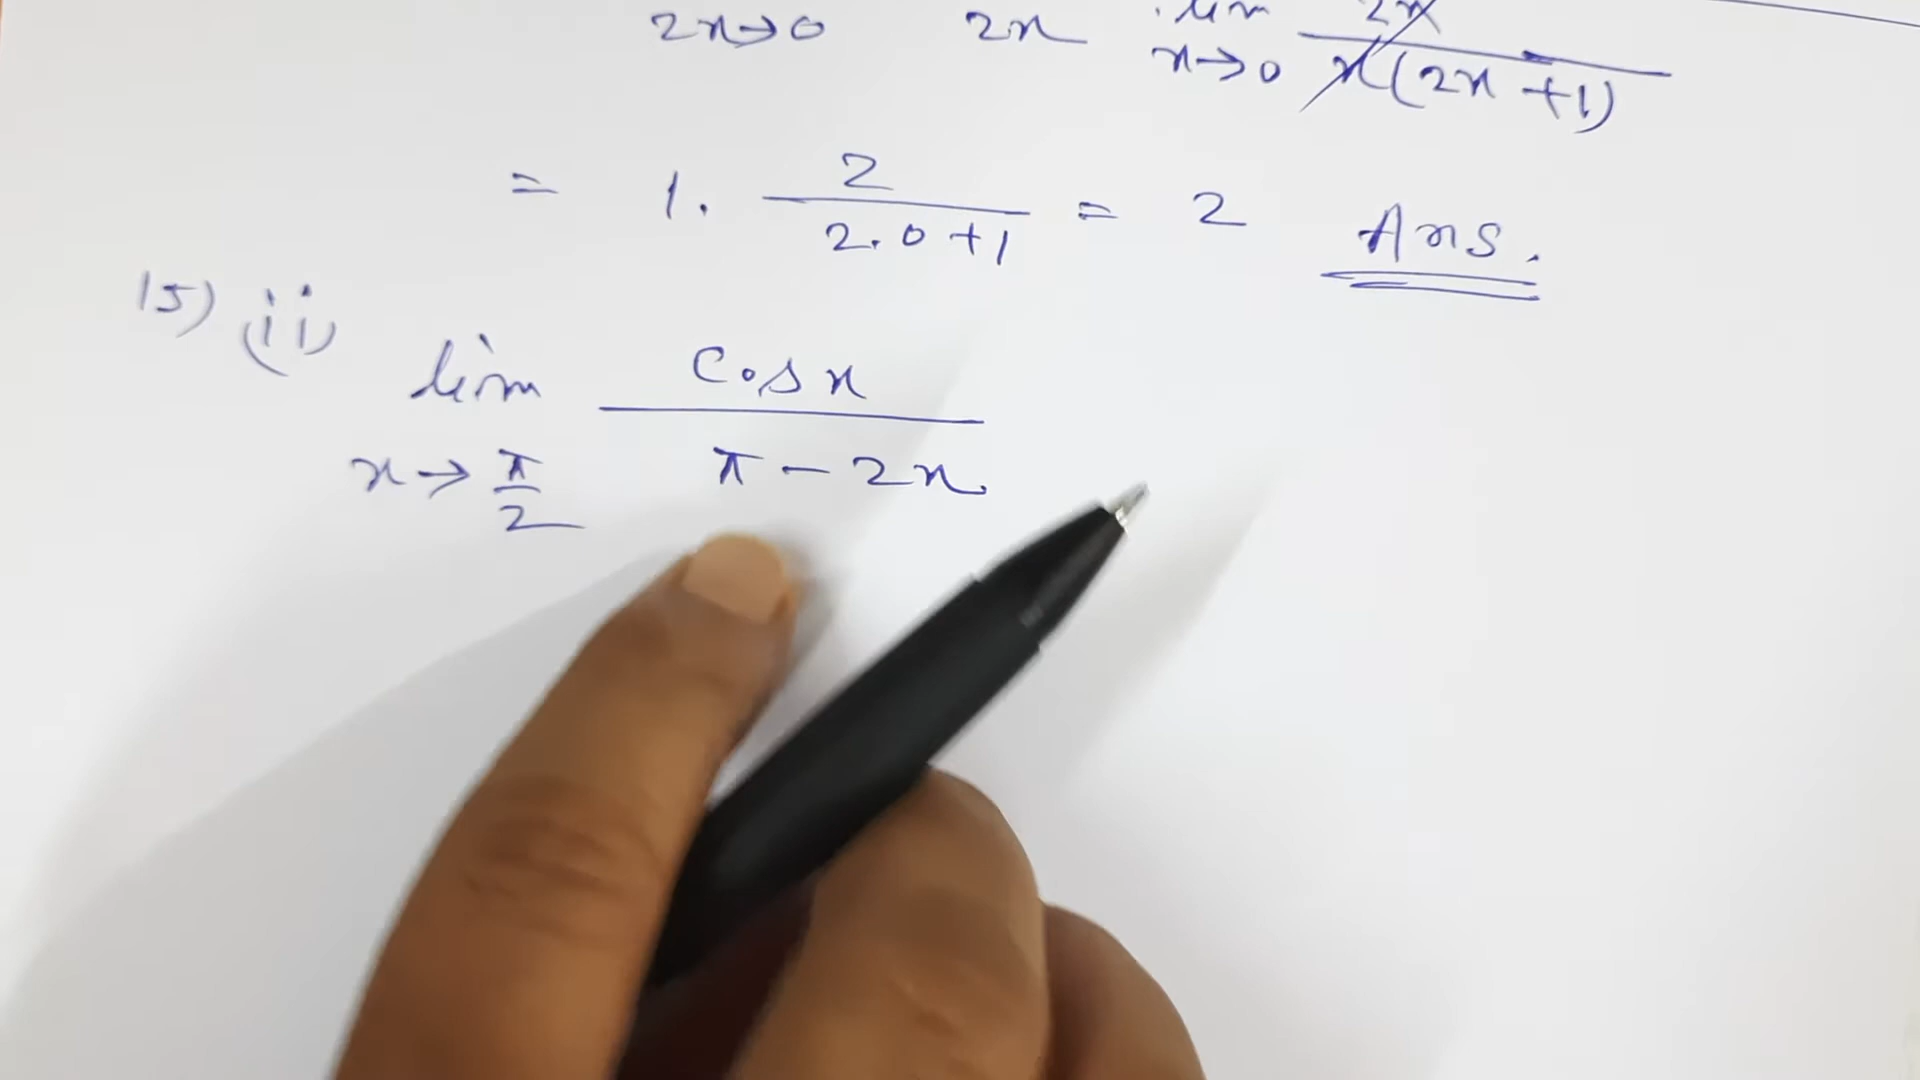 2x→0 2x lim 2x
x→0 x(2x+1)
= 1. 2/(2.0+1) = 2 Ans.
15) (ii) lim cosx/(π-2x)
x→π/2